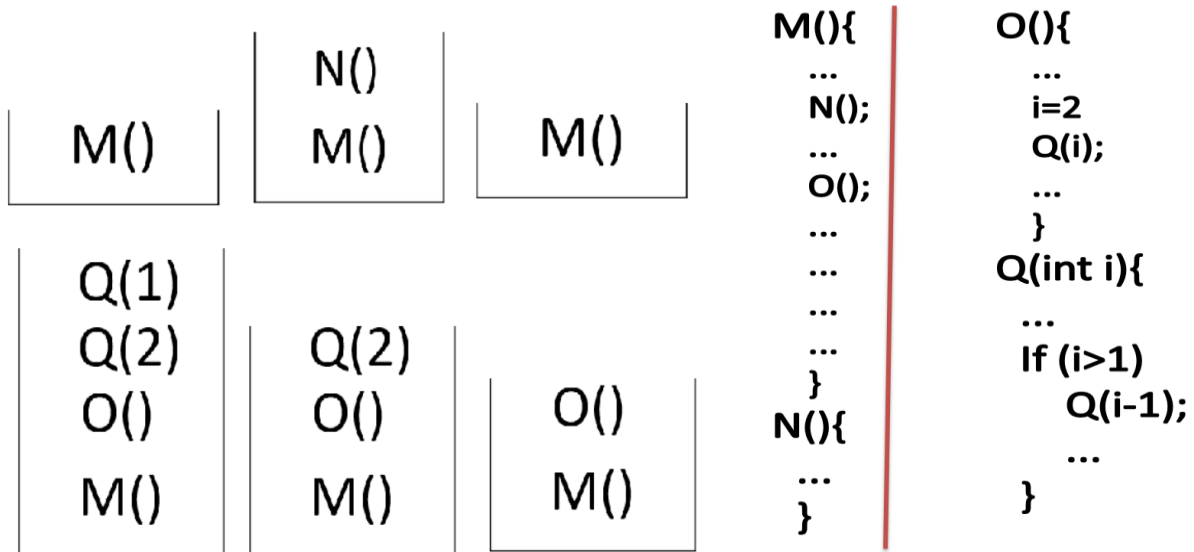 M()
N()
M()
M()
Q(1)
Q(2)
O()
M()
Q(2)
O()
M()
O()
M()
M(){
...
N();
...
O();
...
...
...
...
}
N(){
...
}
O(){
...
i=2
Q(i);
...
}
Q(int i){
...
If (i>1)
Q(i-1);
...
}